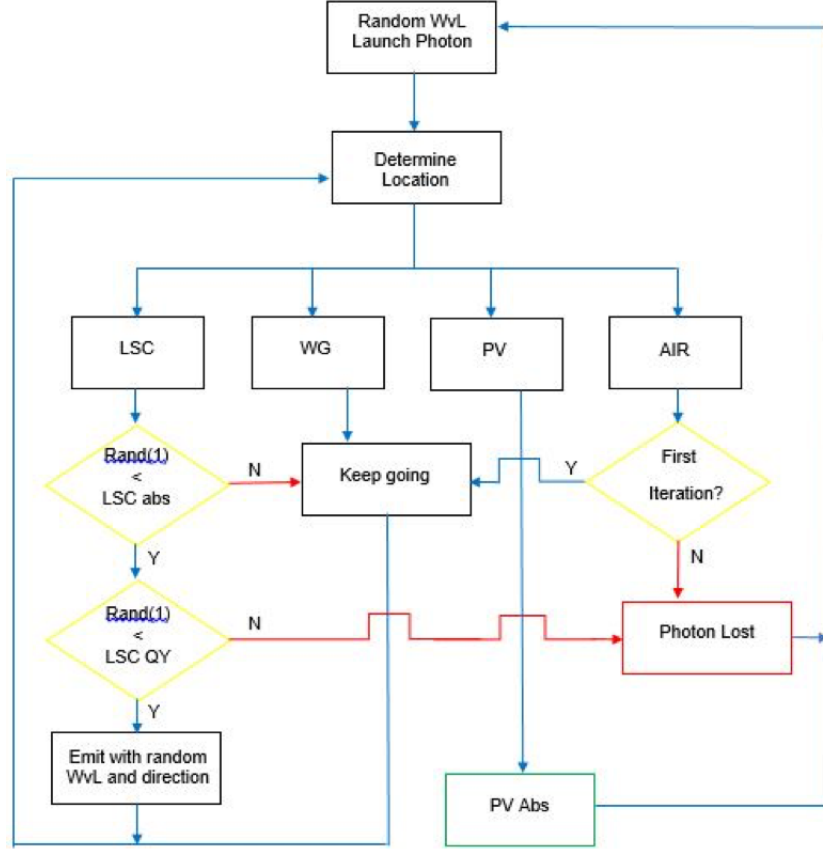 Random WvL
Launch Photon
Determine
Location
LSC
WG
PV
AIR
Rand(1)
<
LSC abs
N
Keep going
Y
First
Iteration?
Y
N
Rand(1)
<
LSC QY
N
Photon Lost
Y
Emit with random
WvL and direction
PV Abs